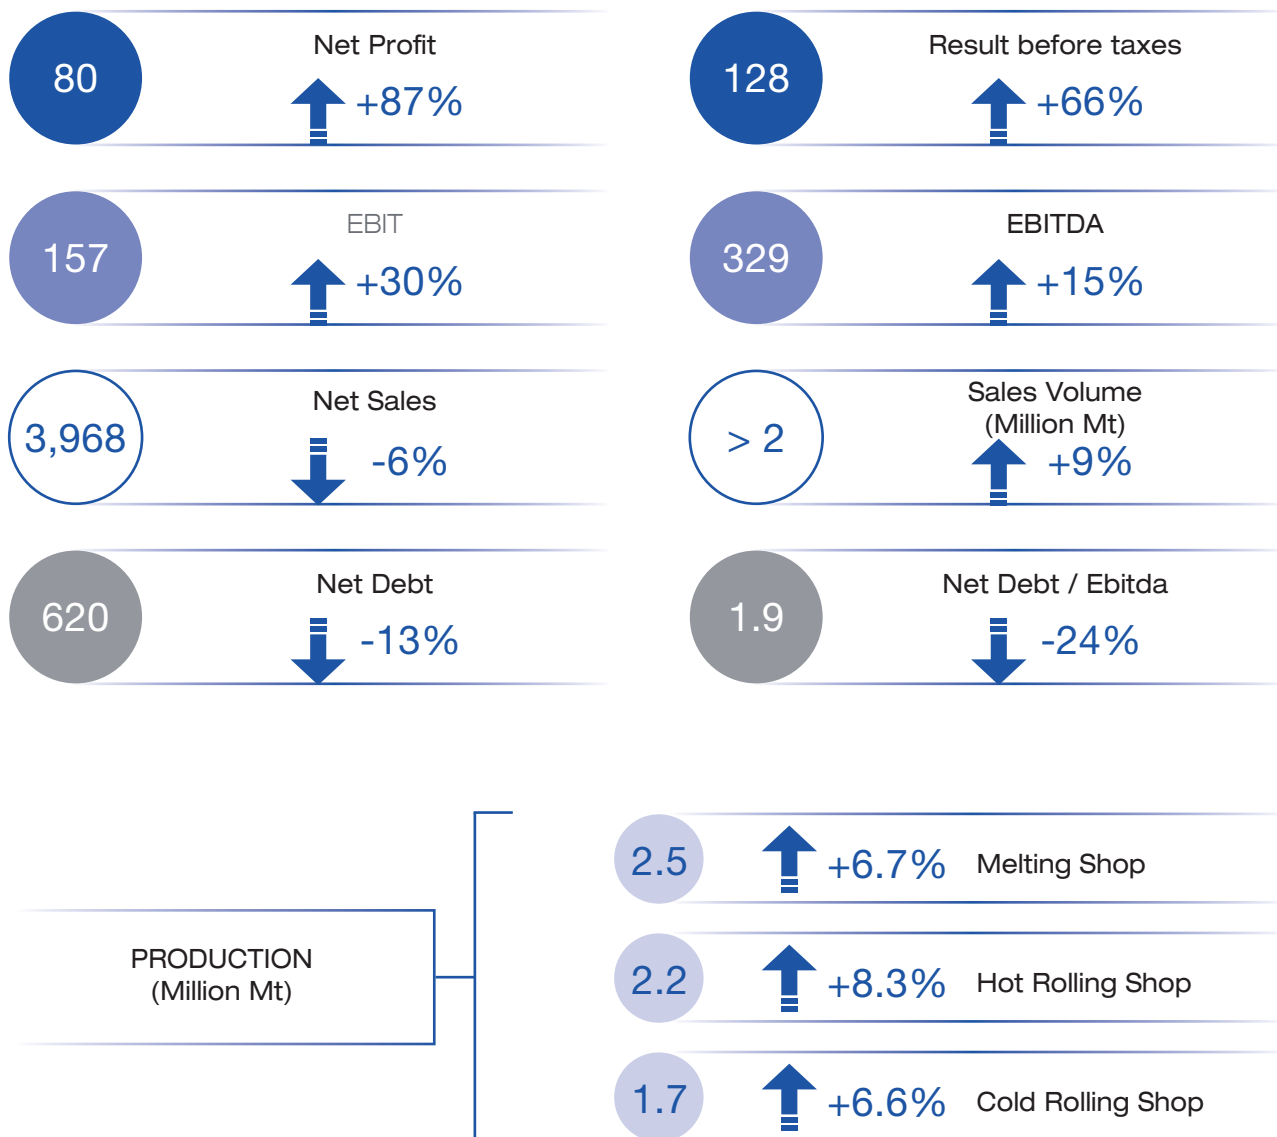 80
Net Profit
+87%
128
Result before taxes
+66%
157
EBIT
+30%
329
EBITDA
+15%
3,968
Net Sales
-6%
> 2
Sales Volume
(Million Mt)
+9%
620
Net Debt
-13%
1.9
Net Debt / Ebitda
-24%
PRODUCTION
(Million Mt)
2.5 +6.7% Melting Shop
2.2 +8.3% Hot Rolling Shop
1.7 +6.6% Cold Rolling Shop